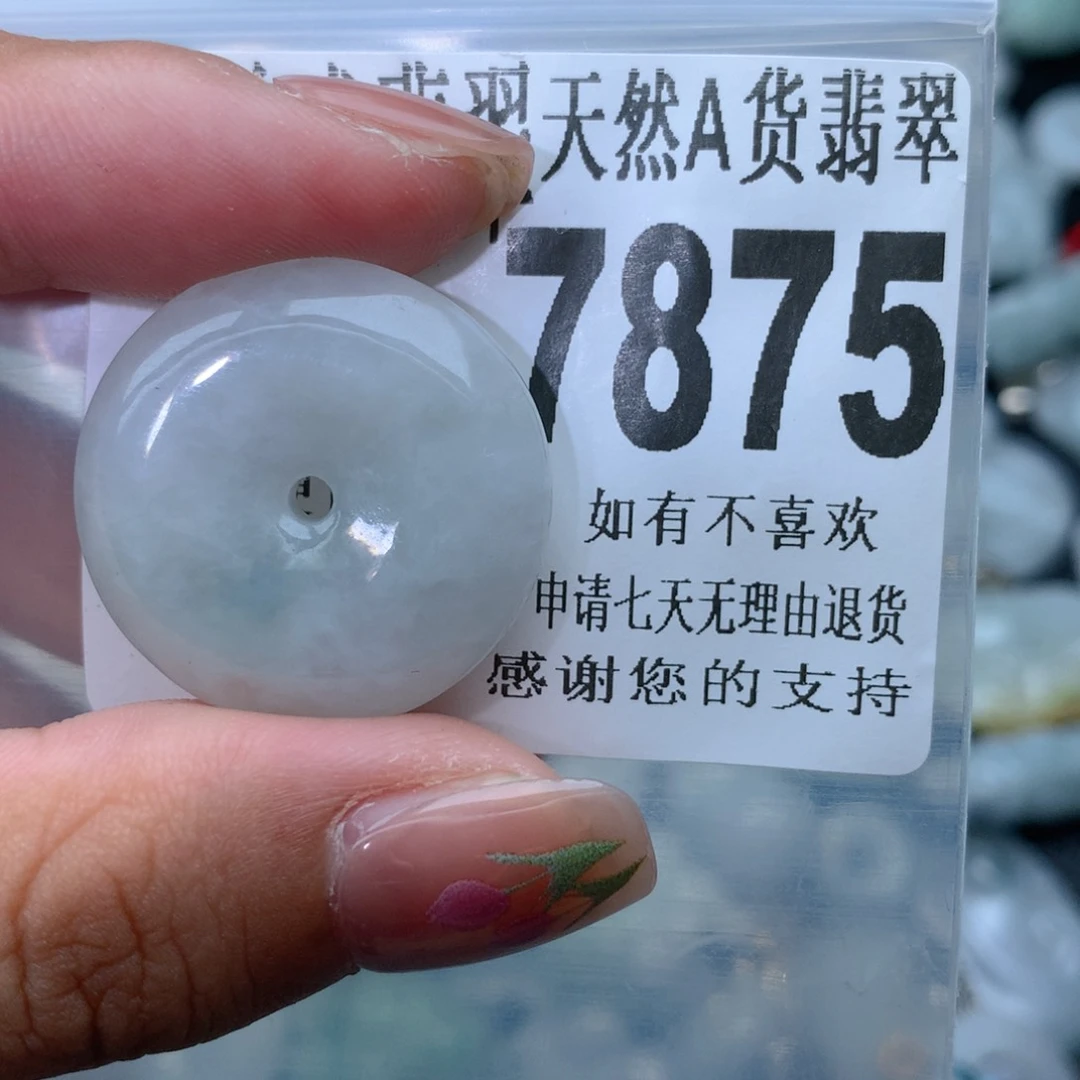 翡翠天然A货翡翠
7875
如有不喜欢
申请七天无理由退货
感谢您的支持